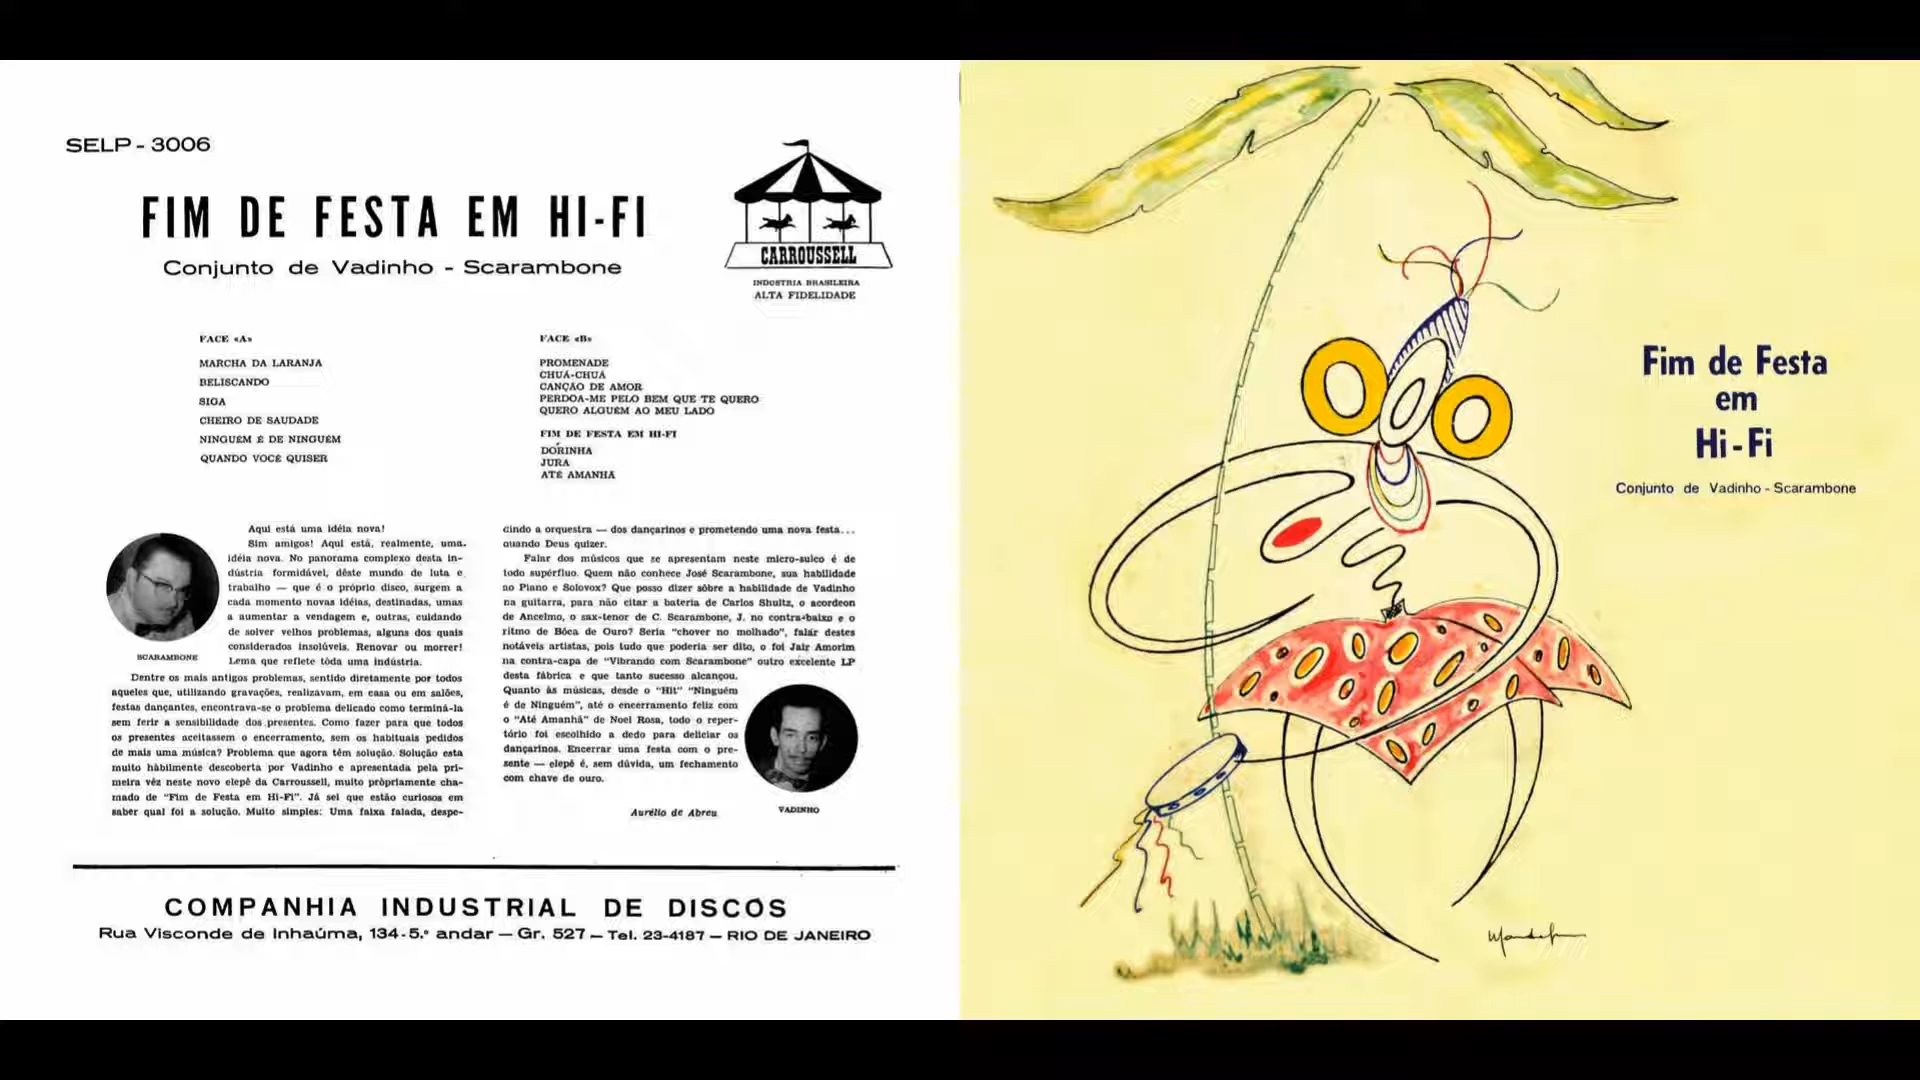 SELP - 3006
FIM DE FESTA EM HI-FI
Conjunto de Vadinho - Scarambone
CARROUSSELL
INDÚSTRIA BRASILEIRA
ALTA FIDELIDADE
FACE «A»
MARCHA DA LARANJA
BELISCANDO
SIGA
CHEIRO DE SAUDADE
NINGUÉM É DE NINGUÉM
QUANDO VOCÊ QUISER
FACE «B»
PROMENADE
CHUÁ-CHUÁ
CANÇÃO DE AMOR
PERDOA-ME PELO BEM QUE TE QUERO
QUERO ALGUÉM AO MEU LADO
FIM DE FESTA EM HI-FI
DORINHA
JURA
ATÉ AMANHÃ
Aqui está uma idéia nova!
Sim amigos! Aqui está, realmente, uma
idéia nova. No panorama complexo desta in-
dústria formidável, dêste mundo de luta e
trabalho — que é o próprio disco, surgem a
cada momento novas idéias, destinadas, umas
a aumentar a vendagem e, outras, cuidando
de solver velhos problemas, alguns dos quais
considerados insolúveis. Renovar ou morrer!
Lema que reflete tôda uma indústria.
SCARAMBONE
Dentre os mais antigos problemas, sentido diretamente por todos
aqueles que, utilizando gravações, realizavam, em casa ou em salões,
festas dançantes, encontrava-se o problema delicado como terminá-la
sem ferir a sensibilidade dos presentes. Como fazer para que todos
os presentes aceitassem o encerramento, sem os habituais pedidos
de mais uma música? Problema que agora têm solução. Solução esta
muito hàbilmente descoberta por Vadinho e apresentada pela pri-
meira vêz neste novo elepê da Carroussell, muito pròpriamente cha-
mado de "Fim de Festa em Hi-Fi". Já sei que estão curiosos em
saber qual foi a solução. Muito simples: Uma faixa falada, despe-
dindo a orquestra — dos dançarinos e prometendo uma nova festa...
quando Deus quizer.
Falar dos músicos que se apresentam neste micro-sulco é de
todo supérfluo. Quem não conhece José Scarambone, sua habilidade
ao Piano e Solovox? Que posso dizer sôbre a habilidade de Vadinho
na guitarra, para não citar a bateria de Carlos Shultz, o acordeon
de Ancelmo, o sax-tenor de C. Scarambone, J. no contra-baixo e o
ritmo de Bôca de Ouro? Seria "chover no molhado", falar destes
notáveis artistas, pois tudo que poderia ser dito, o foi Jair Amorim
na contra-capa de "Vibrando com Scarambone" outro excelente LP
desta fábrica e que tanto sucesso alcançou.
Quanto às músicas, desde o "Hit" "Ninguém
é de Ninguém", até o encerramento feliz com
o "Até Amanhã" de Noel Rosa, todo o reper-
tório foi escolhido a dedo para deliciar os
dançarinos. Encerrar uma festa com o pre-
sente — elepê é, sem dúvida, um fechamento
com chave de ouro.
Aurélio de Abreu
VADINHO
COMPANHIA INDUSTRIAL DE DISCOS
Rua Visconde de Inhaúma, 134-5.º andar — Gr. 527 — Tel. 23-4187 — RIO DE JANEIRO
Fim de Festa
em
Hi-Fi
Conjunto de Vadinho - Scarambone